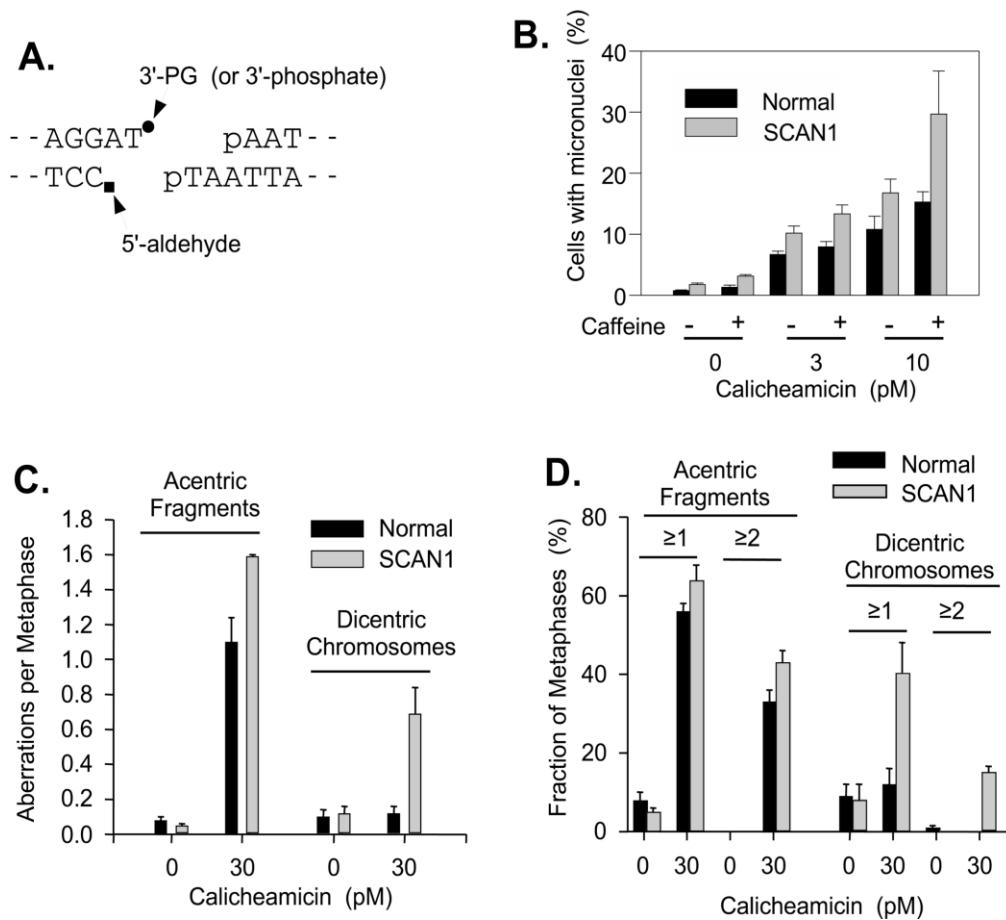 A.
3'-PG (or 3'-phosphate)
--AGGAT pAAT--
--TCC pTAATTA--
5'-aldehyde
B.
Cells with micronuclei (%)
40
30
20
10
0
Normal
SCAN1
Caffeine - + - + - +
0 3 10
Calicheamicin (pM)
C.
Aberrations per Metaphase
1.8
1.6
1.4
1.2
1.0
0.8
0.6
0.4
0.2
0.0
Acentric
Fragments
Normal
SCAN1
Dicentric
Chromosomes
0 30 0 30
Calicheamicin (pM)
D.
Fraction of Metaphases (%)
80
60
40
20
0
Normal
SCAN1
Acentric
Fragments
≥1 ≥2
Dicentric
Chromosomes
≥1 ≥2
0 30 0 30 0 30 0 30
Calicheamicin (pM)